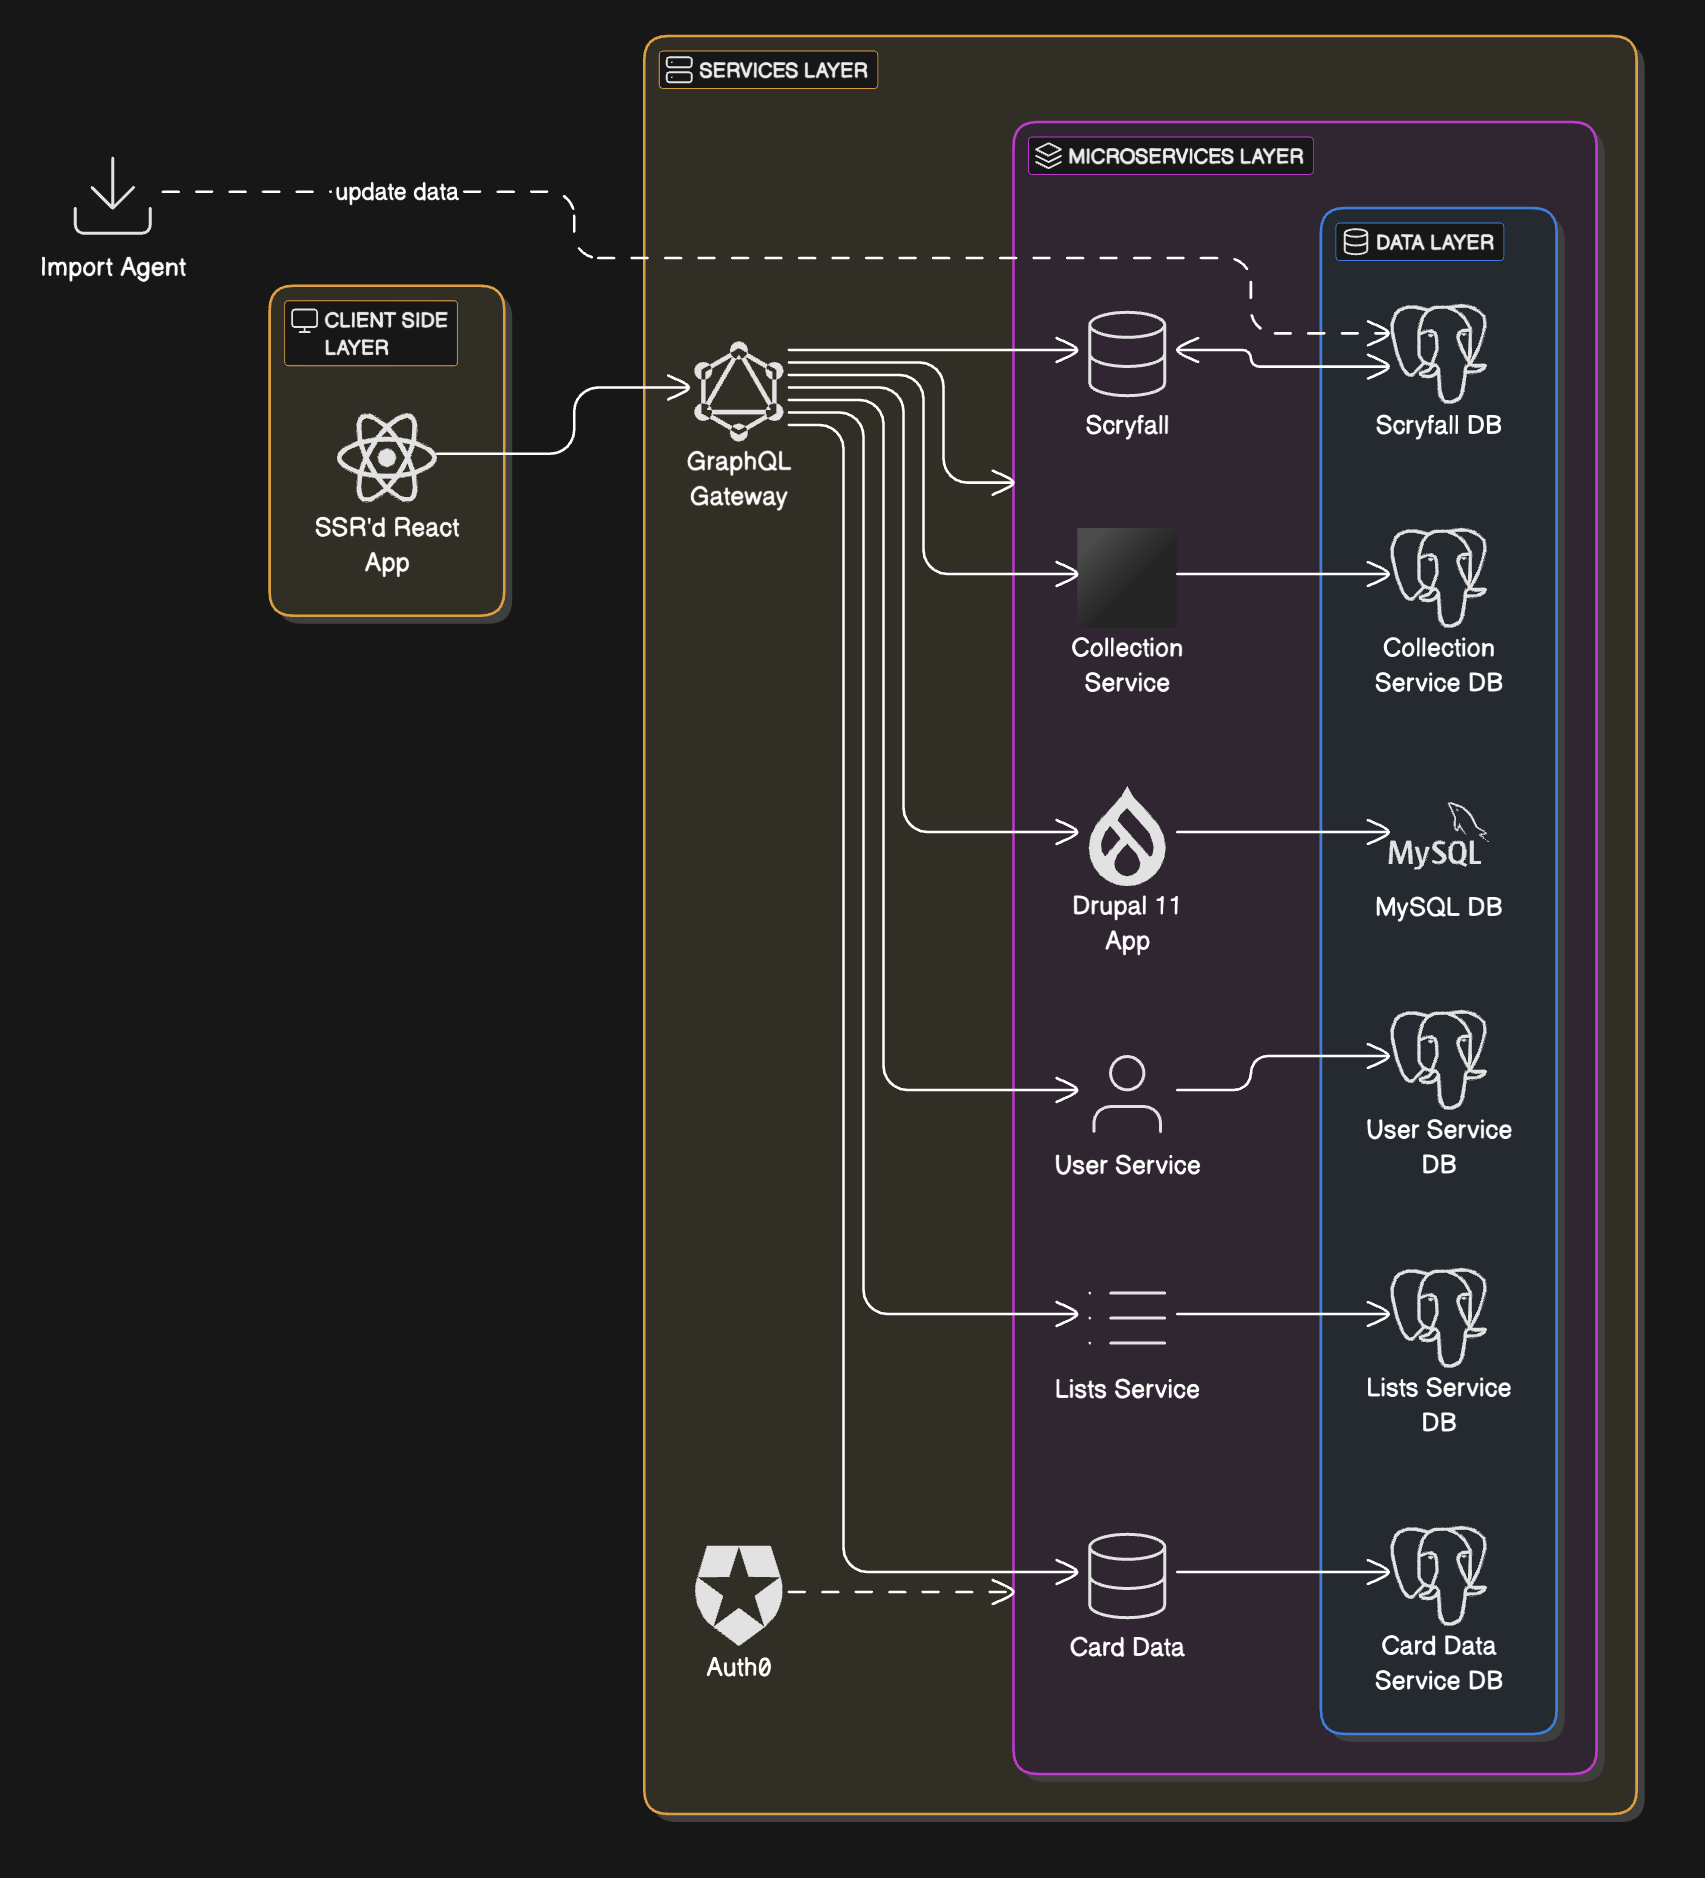 SERVICES LAYER
MICROSERVICES LAYER
update data
DATA LAYER
Import Agent
CLIENT SIDE
LAYER
Scryfall
Scryfall DB
GraphQL
Gateway
SSR'd React
App
Collection
Service
Collection
Service DB
MySQL
Drupal 11
App
MySQL DB
User Service
User Service
DB
Lists Service
Lists Service
DB
Auth0
Card Data
Card Data
Service DB